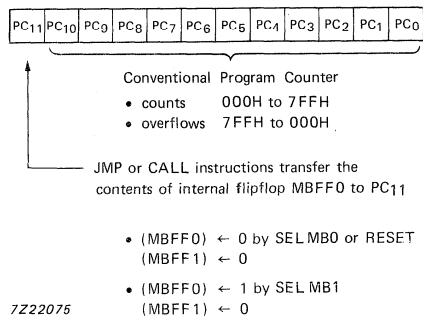 PC11 PC10 PC9 PC8 PC7 PC6 PC5 PC4 PC3 PC2 PC1 PC0
Conventional Program Counter
• counts 000H to 7FFH
• overflows 7FFH to 000H
JMP or CALL instructions transfer the
contents of internal flipflop MBFF0 to PC11
• (MBFF0) ← 0 by SEL MB0 or RESET
(MBFF1) ← 0
• (MBFF0) ← 1 by SEL MB1
(MBFF1) ← 0
7Z22075